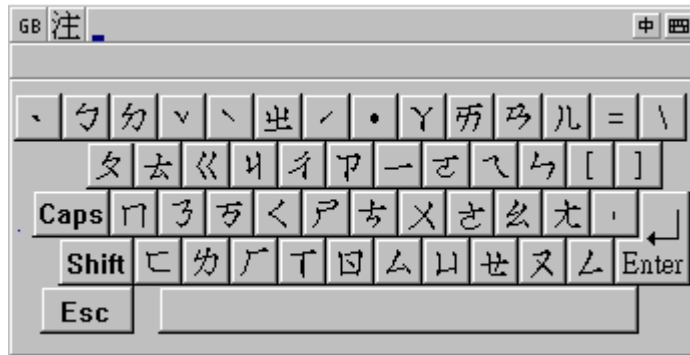 GB 注 中
ˋ ㄅ ㄉ ˇ ˋ ㄓ ˊ ˙ ㄚ ㄞ ㄢ ㄦ = \
ㄆ ㄊ ㄍ ㄐ ㄔ ㄗ ㄧ ㄛ ㄟ ㄣ [ ]
Caps ㄇ ㄋ ㄎ ㄑ ㄕ ㄘ ㄨ ㄜ ㄠ ㄤ '
Shift ㄈ ㄌ ㄏ ㄒ ㄖ ㄙ ㄩ ㄝ ㄡ ㄥ Enter
Esc